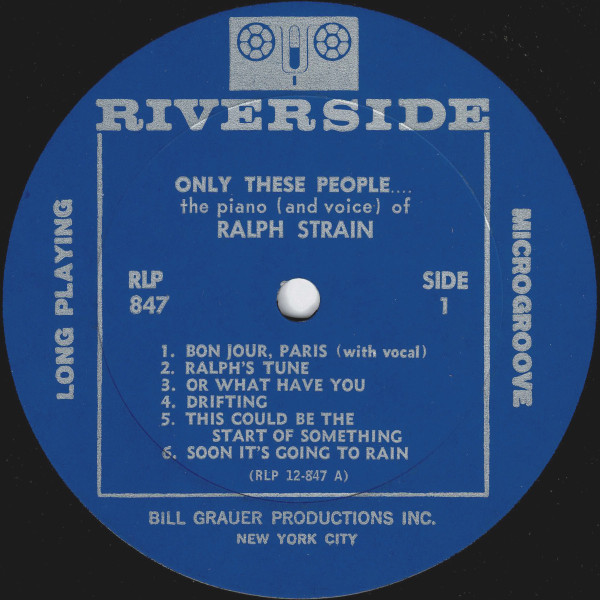 RIVERSIDE
ONLY THESE PEOPLE....
the piano (and voice) of
RALPH STRAIN
LONG PLAYING
MICROGROOVE
RLP
847
SIDE
1
1. BON JOUR, PARIS (with vocal)
2. RALPH'S TUNE
3. OR WHAT HAVE YOU
4. DRIFTING
5. THIS COULD BE THE
START OF SOMETHING
6. SOON IT'S GOING TO RAIN
(RLP 12-847 A)
BILL GRAUER PRODUCTIONS INC.
NEW YORK CITY